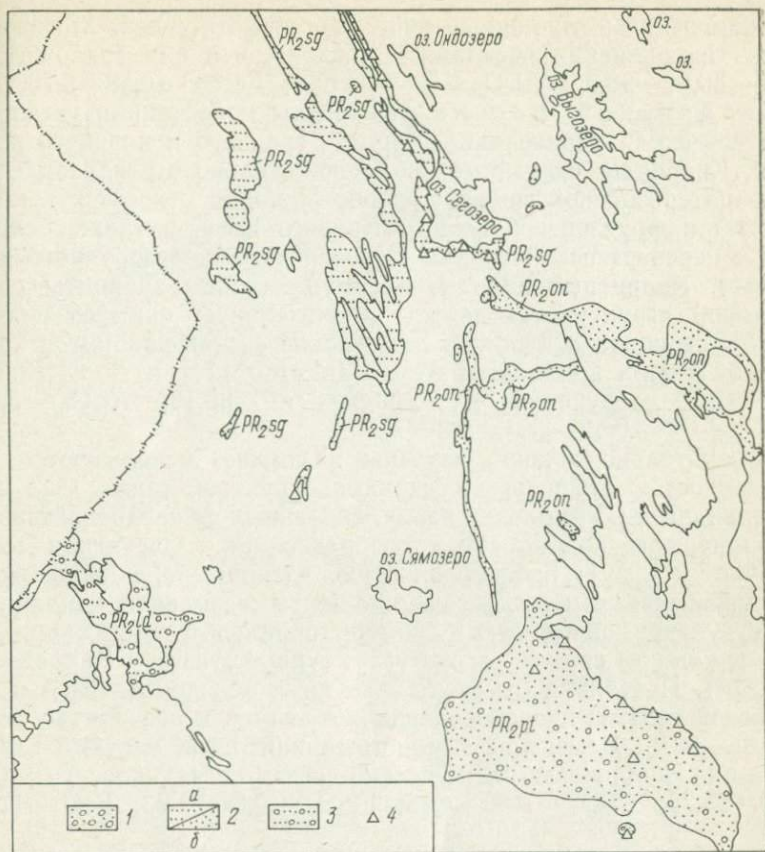 PR₂sg
оз. Ондозеро
оз.
оз.
PR₂sg
оз. Выгозеро
PR₂sg
оз. Сегозеро
PR₂sg
PR₂sg
PR₂on
PR₂on
PR₂on
PR₂on
PR₂sg
PR₂sg
PR₂on
оз. Сямозеро
PR₂ld
PR₂pt
а
1
2
3
4
б